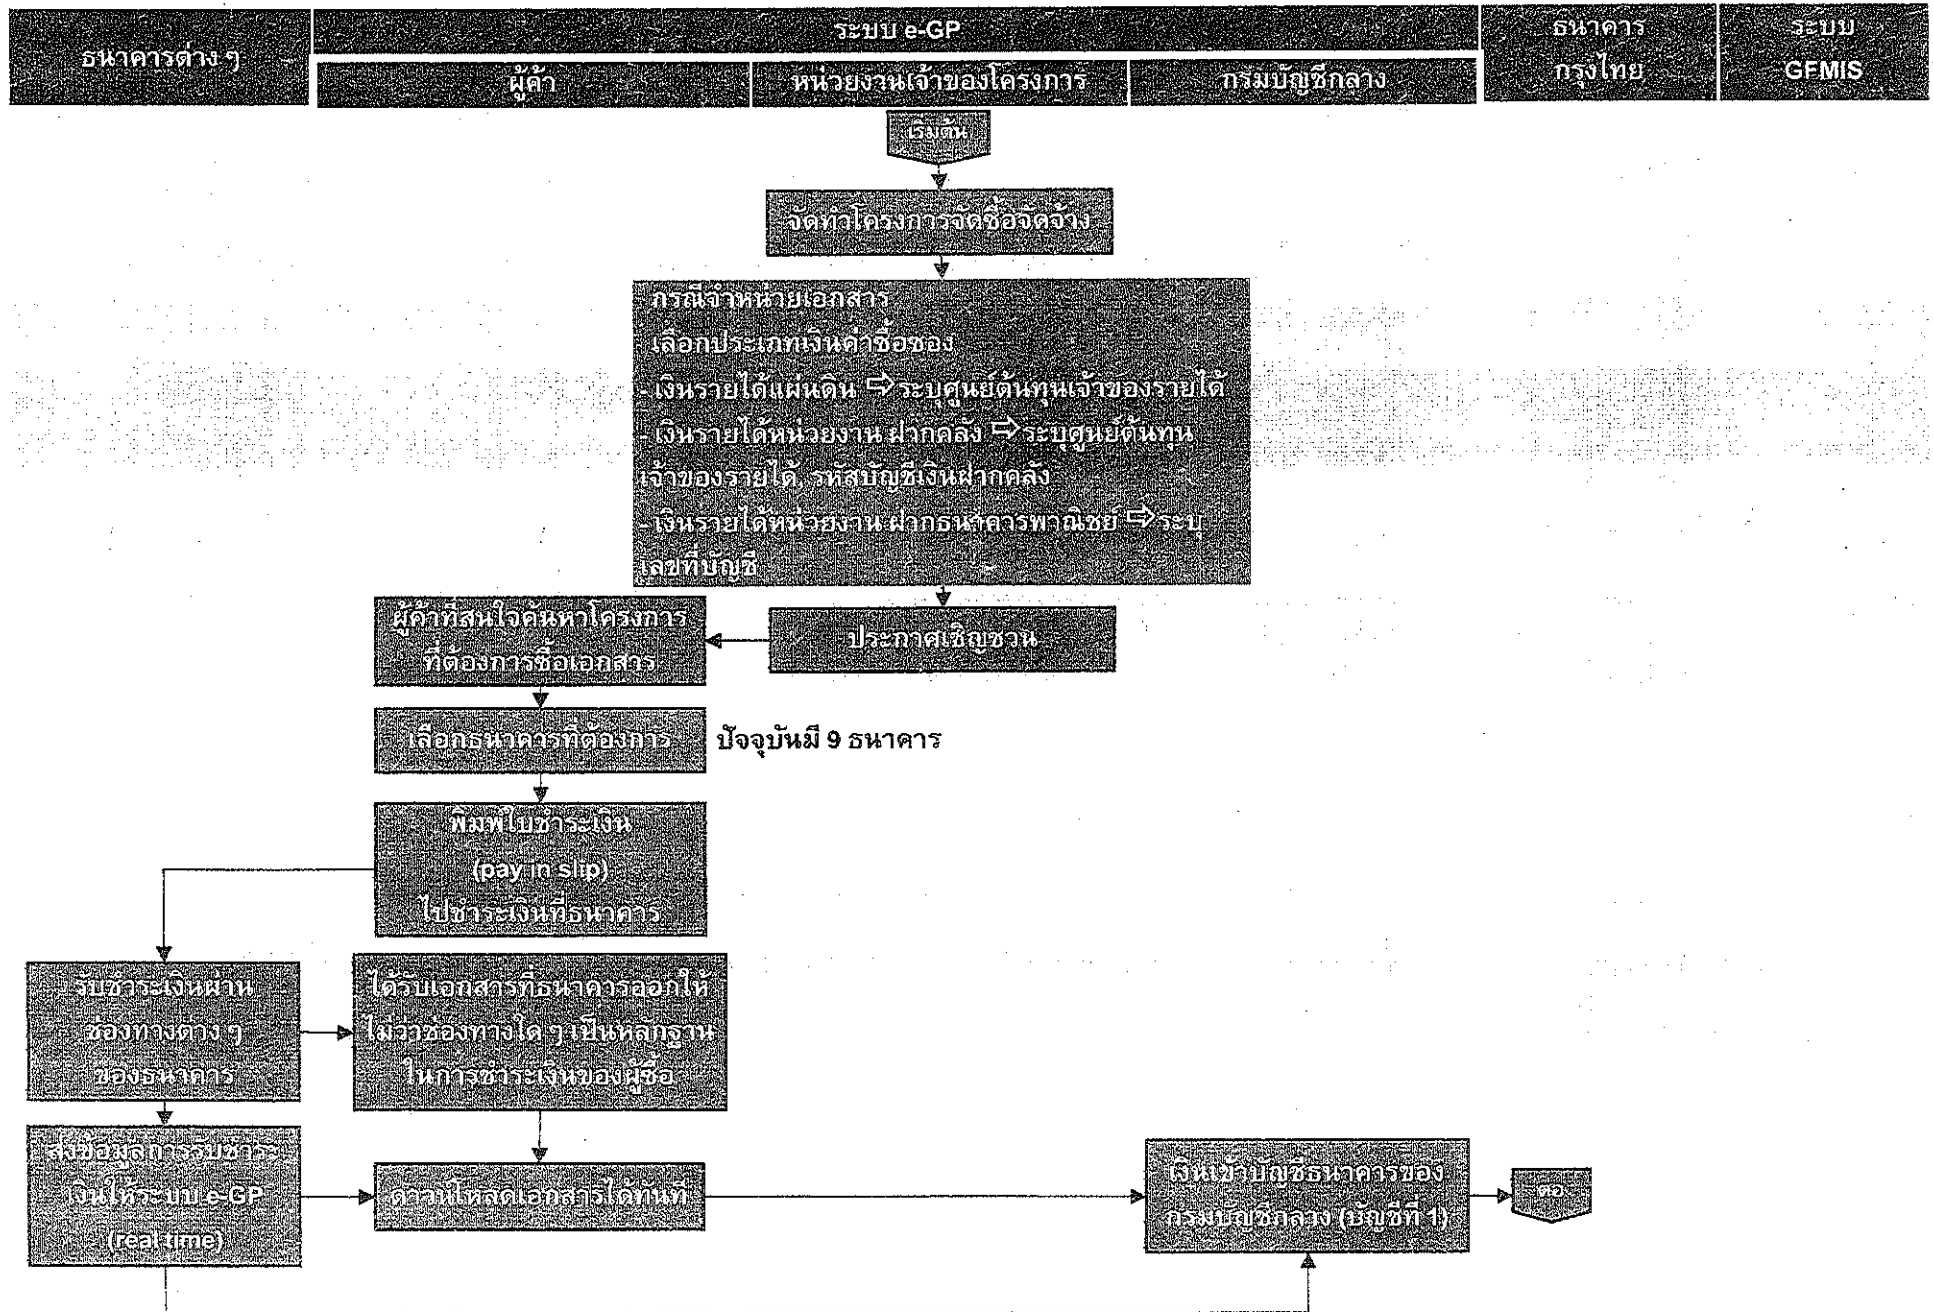 ธนาคารต่าง ๆ
ระบบ e-GP
ผู้ค้า
หน่วยงานเจ้าของโครงการ
กรมบัญชีกลาง
ธนาคาร
กรุงไทย
ระบบ
GFMIS
เริ่มต้น
จัดทำโครงการจัดซื้อจัดจ้าง
กรณีจำหน่ายเอกสาร
เลือกประเภทเงินค่าซื้อซอง
- เงินรายได้แผ่นดิน ⇨ ระบุศูนย์ต้นทุนเจ้าของรายได้
- เงินรายได้หน่วยงาน ฝากคลัง ⇨ ระบุศูนย์ต้นทุน
เจ้าของรายได้, รหัสบัญชีเงินฝากคลัง
- เงินรายได้หน่วยงาน ฝากธนาคารพาณิชย์ ⇨ ระบุ
เลขที่บัญชี
ประกาศเชิญชวน
ผู้ค้าที่สนใจค้นหาโครงการ
ที่ต้องการซื้อเอกสาร
เลือกธนาคารที่ต้องการ
ปัจจุบันมี 9 ธนาคาร
พิมพ์ใบชำระเงิน
(pay in slip)
ไปชำระเงินที่ธนาคาร
รับชำระเงินผ่าน
ช่องทางต่าง ๆ
ของธนาคาร
ได้รับเอกสารที่ธนาคารออกให้
ไม่ว่าช่องทางใด ๆ เป็นหลักฐาน
ในการชำระเงินของผู้ซื้อ
ส่งข้อมูลการรับชำระ
เงินให้ระบบ e-GP
(real time)
ดาวน์โหลดเอกสารได้ทันที
เงินเข้าบัญชีธนาคารของ
กรมบัญชีกลาง (บัญชีที่ 1)
ต่อ